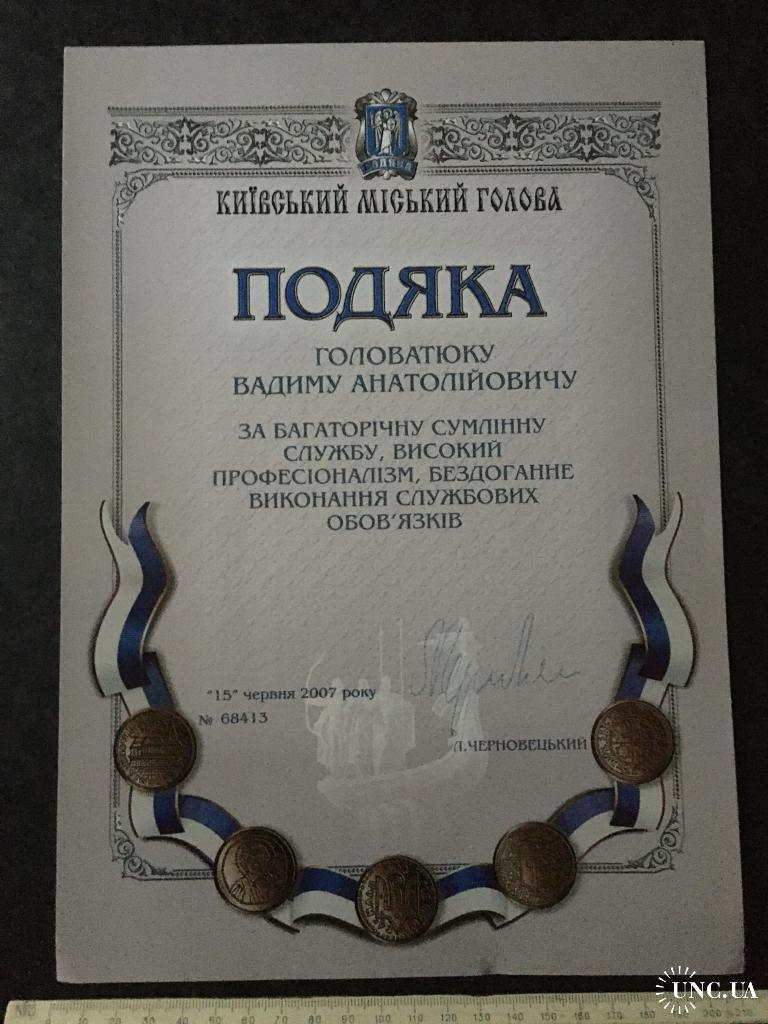 ПОДЯКА
КИЇВСЬКИЙ МІСЬКИЙ ГОЛОВА
ПОДЯКА
ГОЛОВАТЮКУ
ВАДИМУ АНАТОЛІЙОВИЧУ
ЗА БАГАТОРІЧНУ СУМЛІННУ
СЛУЖБУ, ВИСОКИЙ
ПРОФЕСІОНАЛІЗМ, БЕЗДОГАННЕ
ВИКОНАННЯ СЛУЖБОВИХ
ОБОВ'ЯЗКІВ
"15" червня 2007 року
№ 68413
Л.ЧЕРНОВЕЦЬКИЙ
UNC.UA